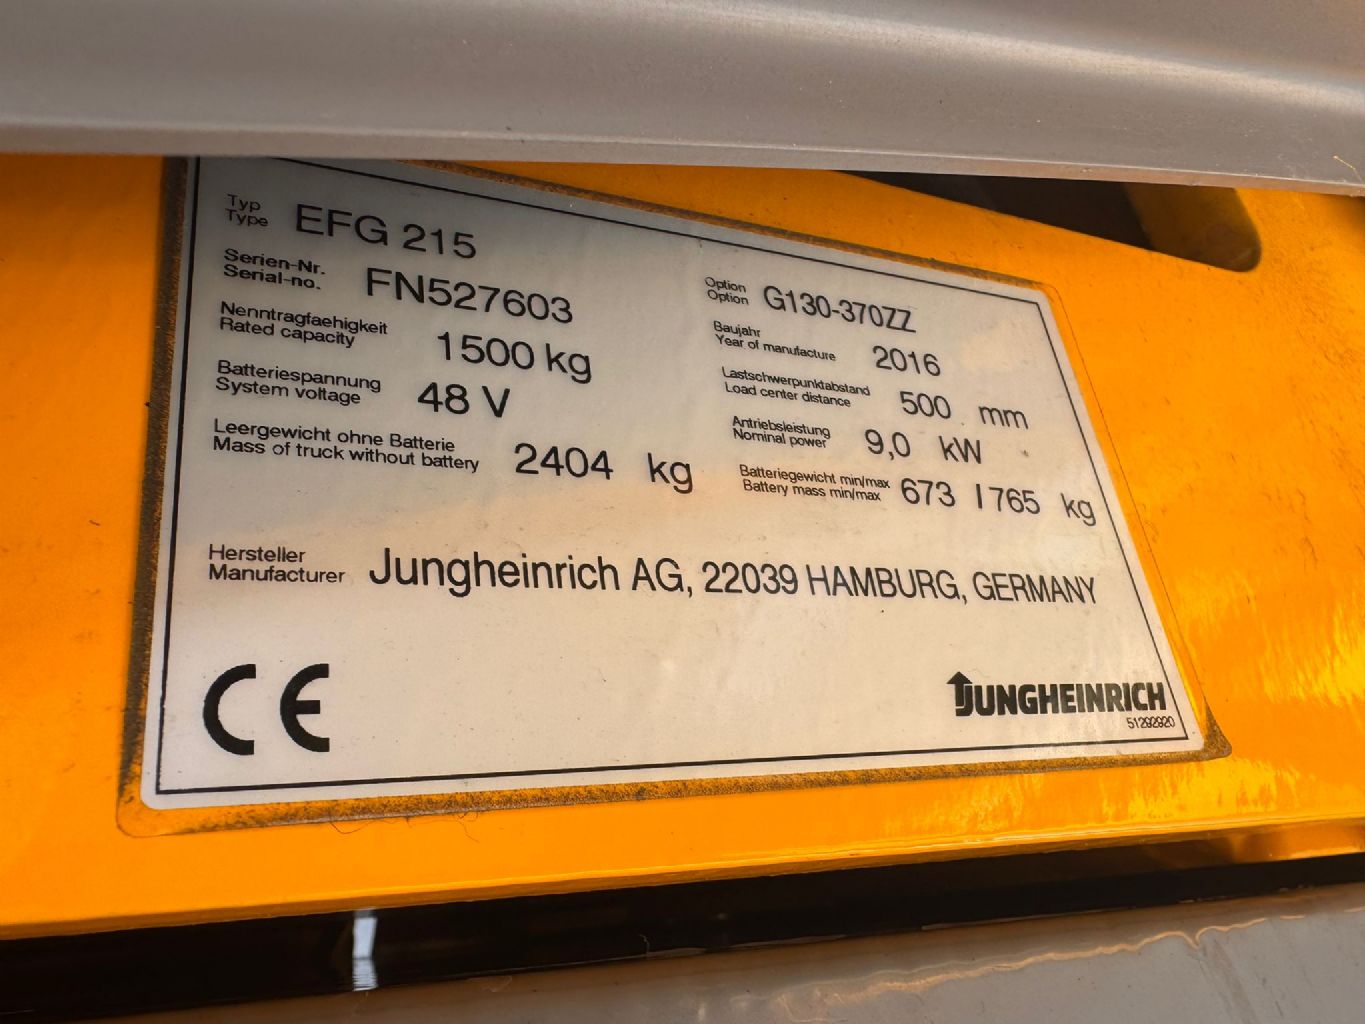 Typ
Type EFG 215
Serien-Nr.
Serial-no. FN527603
Option
Option G130-370ZZ
Nenntragfaehigkeit
Rated capacity 1500 kg
Baujahr
Year of manufacture 2016
Batteriespannung
System voltage 48 V
Lastschwerpunktabstand
Load center distance 500 mm
Leergewicht ohne Batterie
Mass of truck without battery 2404 kg
Antriebsleistung
Nominal power 9,0 kW
Batteriegewicht min/max
Battery mass min/max 673 / 765 kg
Hersteller
Manufacturer Jungheinrich AG, 22039 HAMBURG, GERMANY
CE
JUNGHEINRICH
51292920